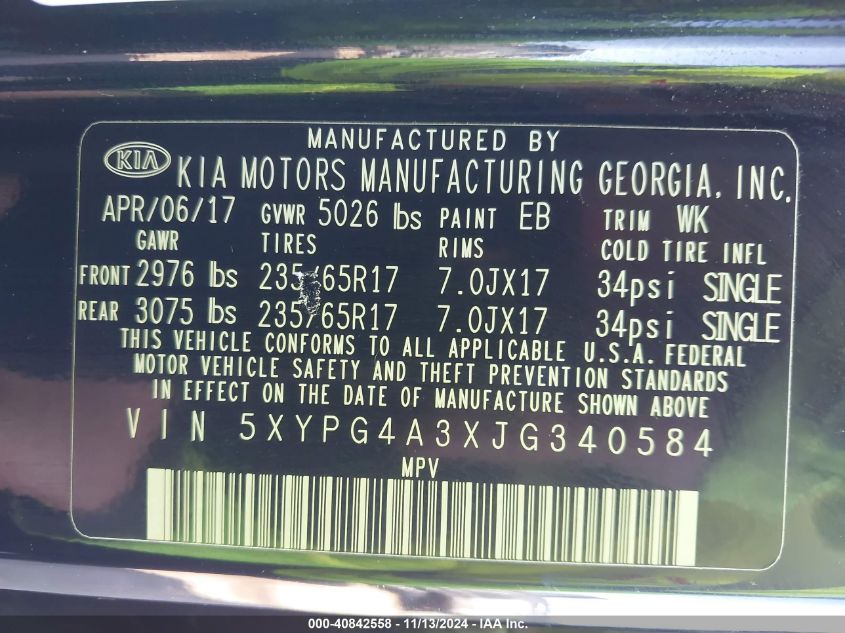 MANUFACTURED BY
KIA KIA MOTORS MANUFACTURING GEORGIA, INC.
APR/06/17 GVWR 5026 lbs PAINT EB TRIM WK
GAWR TIRES RIMS COLD TIRE INFL
FRONT 2976 lbs 235/65R17 7.0JX17 34psi SINGLE
REAR 3075 lbs 235/65R17 7.0JX17 34psi SINGLE
THIS VEHICLE CONFORMS TO ALL APPLICABLE U.S.A. FEDERAL
MOTOR VEHICLE SAFETY AND THEFT PREVENTION STANDARDS
IN EFFECT ON THE DATE OF MANUFACTURE SHOWN ABOVE
VIN 5XYPG4A3XJG340584
MPV
000-40842558 - 11/13/2024 - IAA Inc.